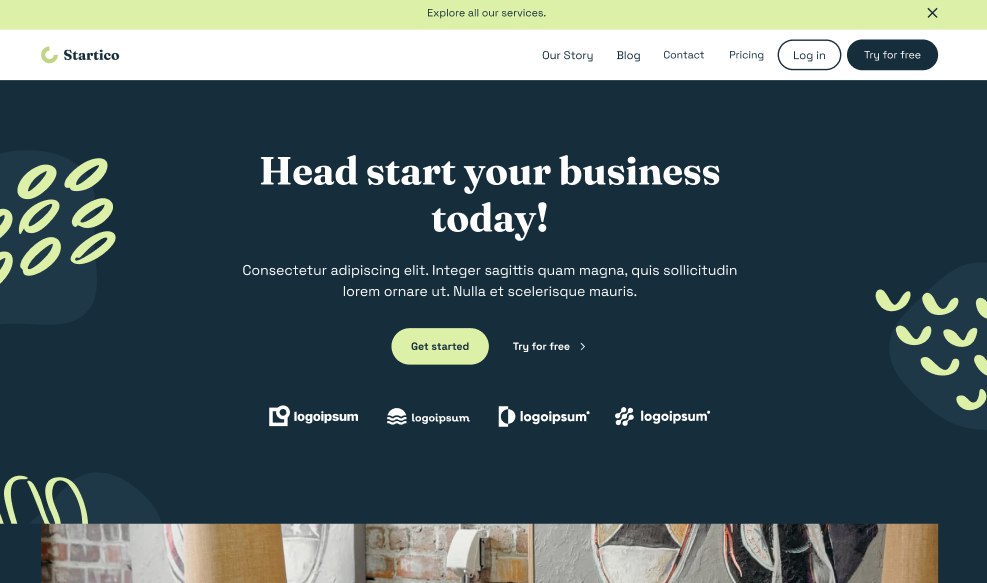 Explore all our services.
Startico
Our Story
Blog
Contact
Pricing
Log in
Try for free
Head start your business
today!
Consectetur adipiscing elit. Integer sagittis quam magna, quis sollicitudin
lorem ornare ut. Nulla et scelerisque mauris.
Get started
Try for free
logoipsum
logoipsum
logoipsum
logoipsum